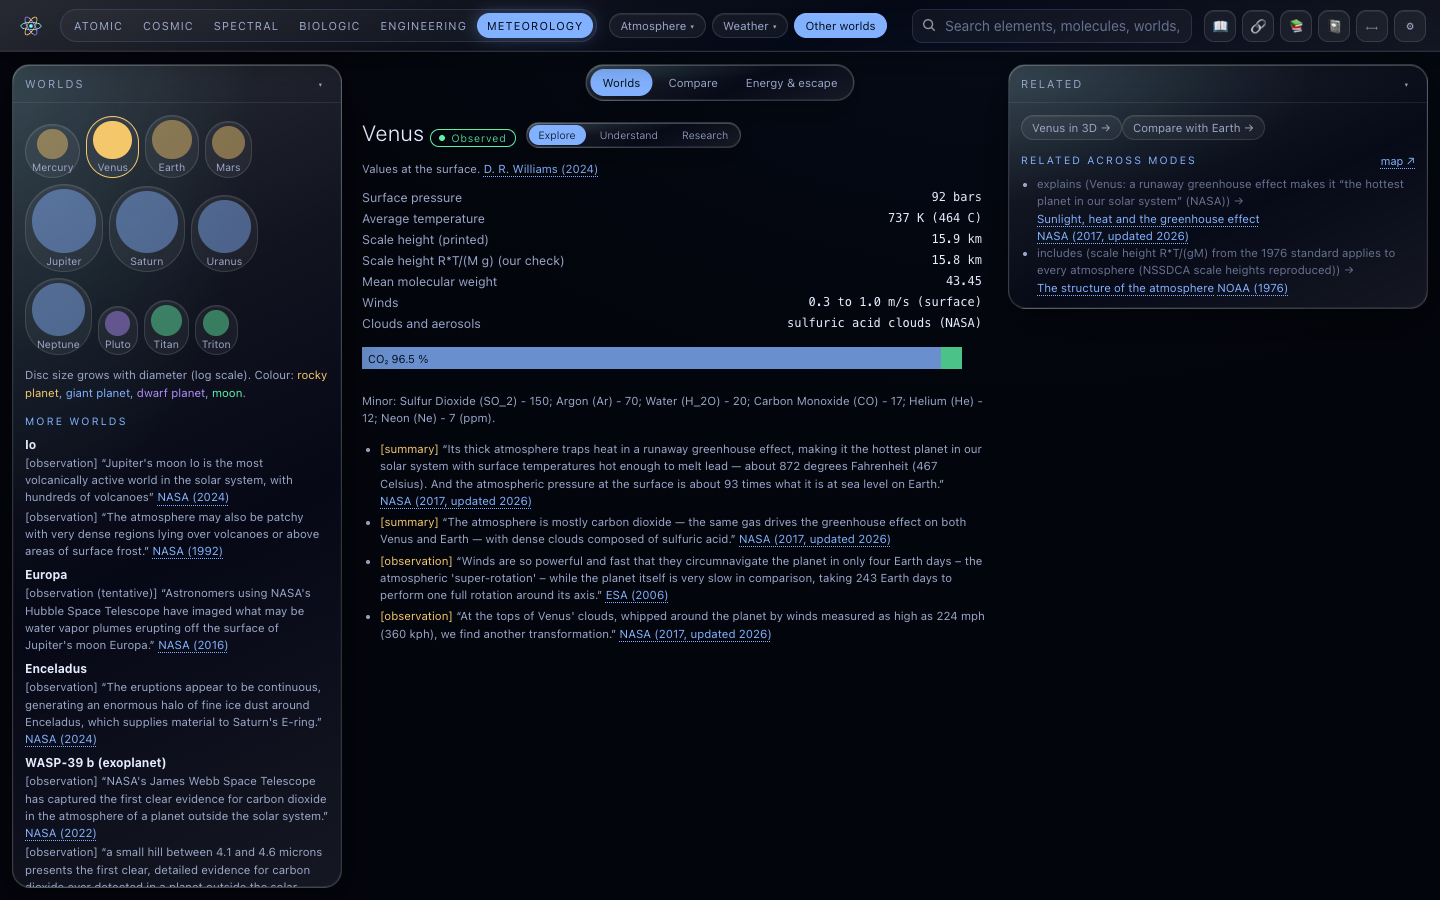 ATOMIC COSMIC SPECTRAL BIOLOGIC ENGINEERING METEOROLOGY Atmosphere ▾ Weather ▾ Other worlds Search elements, molecules, worlds,
WORLDS
Mercury Venus Earth Mars
Jupiter Saturn Uranus
Neptune Pluto Titan Triton
Disc size grows with diameter (log scale). Colour: rocky
planet, giant planet, dwarf planet, moon.
MORE WORLDS
Io
[observation] “Jupiter's moon Io is the most
volcanically active world in the solar system, with
hundreds of volcanoes” NASA (2024)
[observation] “The atmosphere may also be patchy
with very dense regions lying over volcanoes or above
areas of surface frost.” NASA (1992)
Europa
[observation (tentative)] “Astronomers using NASA's
Hubble Space Telescope have imaged what may be
water vapor plumes erupting off the surface of
Jupiter's moon Europa.” NASA (2016)
Enceladus
[observation] “The eruptions appear to be continuous,
generating an enormous halo of fine ice dust around
Enceladus, which supplies material to Saturn's E-ring.”
NASA (2024)
WASP-39 b (exoplanet)
[observation] “NASA's James Webb Space Telescope
has captured the first clear evidence for carbon dioxide
in the atmosphere of a planet outside the solar system.”
NASA (2022)
[observation] “a small hill between 4.1 and 4.6 microns
presents the first clear, detailed evidence for carbon
dioxide ever detected in a planet outside the solar
Worlds Compare Energy & escape
Venus Observed Explore Understand Research
Values at the surface. D. R. Williams (2024)
Surface pressure 92 bars
Average temperature 737 K (464 C)
Scale height (printed) 15.9 km
Scale height R*T/(M g) (our check) 15.8 km
Mean molecular weight 43.45
Winds 0.3 to 1.0 m/s (surface)
Clouds and aerosols sulfuric acid clouds (NASA)
CO₂ 96.5 %
Minor: Sulfur Dioxide (SO_2) - 150; Argon (Ar) - 70; Water (H_2O) - 20; Carbon Monoxide (CO) - 17; Helium (He) -
12; Neon (Ne) - 7 (ppm).
[summary] “Its thick atmosphere traps heat in a runaway greenhouse effect, making it the hottest planet in our
solar system with surface temperatures hot enough to melt lead — about 872 degrees Fahrenheit (467
Celsius). And the atmospheric pressure at the surface is about 93 times what it is at sea level on Earth.”
NASA (2017, updated 2026)
[summary] “The atmosphere is mostly carbon dioxide — the same gas drives the greenhouse effect on both
Venus and Earth — with dense clouds composed of sulfuric acid.” NASA (2017, updated 2026)
[observation] “Winds are so powerful and fast that they circumnavigate the planet in only four Earth days – the
atmospheric 'super-rotation' – while the planet itself is very slow in comparison, taking 243 Earth days to
perform one full rotation around its axis.” ESA (2006)
[observation] “At the tops of Venus' clouds, whipped around the planet by winds measured as high as 224 mph
(360 kph), we find another transformation.” NASA (2017, updated 2026)
RELATED
Venus in 3D → Compare with Earth →
RELATED ACROSS MODES map ↗
explains (Venus: a runaway greenhouse effect makes it “the hottest
planet in our solar system” (NASA)) →
Sunlight, heat and the greenhouse effect
NASA (2017, updated 2026)
includes (scale height R*T/(gM) from the 1976 standard applies to
every atmosphere (NSSDCA scale heights reproduced)) →
The structure of the atmosphere NOAA (1976)